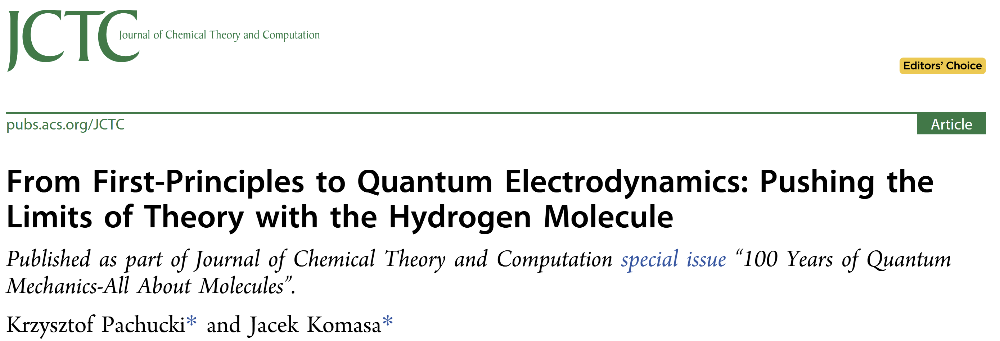 JCTC
Journal of Chemical Theory and Computation
Editors’ Choice
pubs.acs.org/JCTC
Article
From First-Principles to Quantum Electrodynamics: Pushing the
Limits of Theory with the Hydrogen Molecule
Published as part of Journal of Chemical Theory and Computation special issue “100 Years of Quantum
Mechanics-All About Molecules”.
Krzysztof Pachucki* and Jacek Komasa*